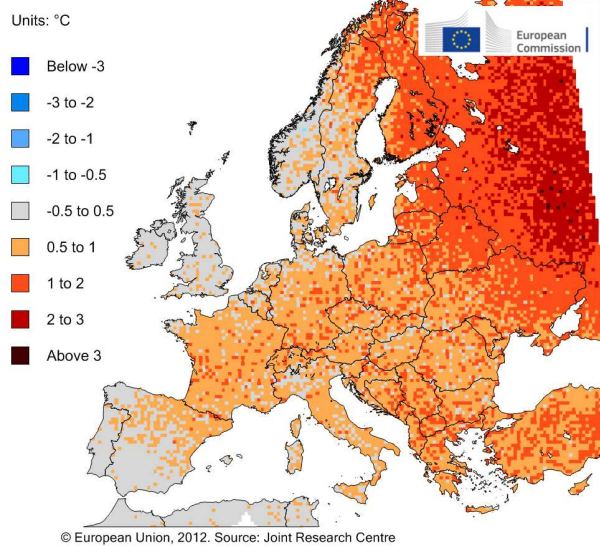 Units: °C
European
Commission
Below -3
-3 to -2
-2 to -1
-1 to -0.5
-0.5 to 0.5
0.5 to 1
1 to 2
2 to 3
Above 3
© European Union, 2012. Source: Joint Research Centre